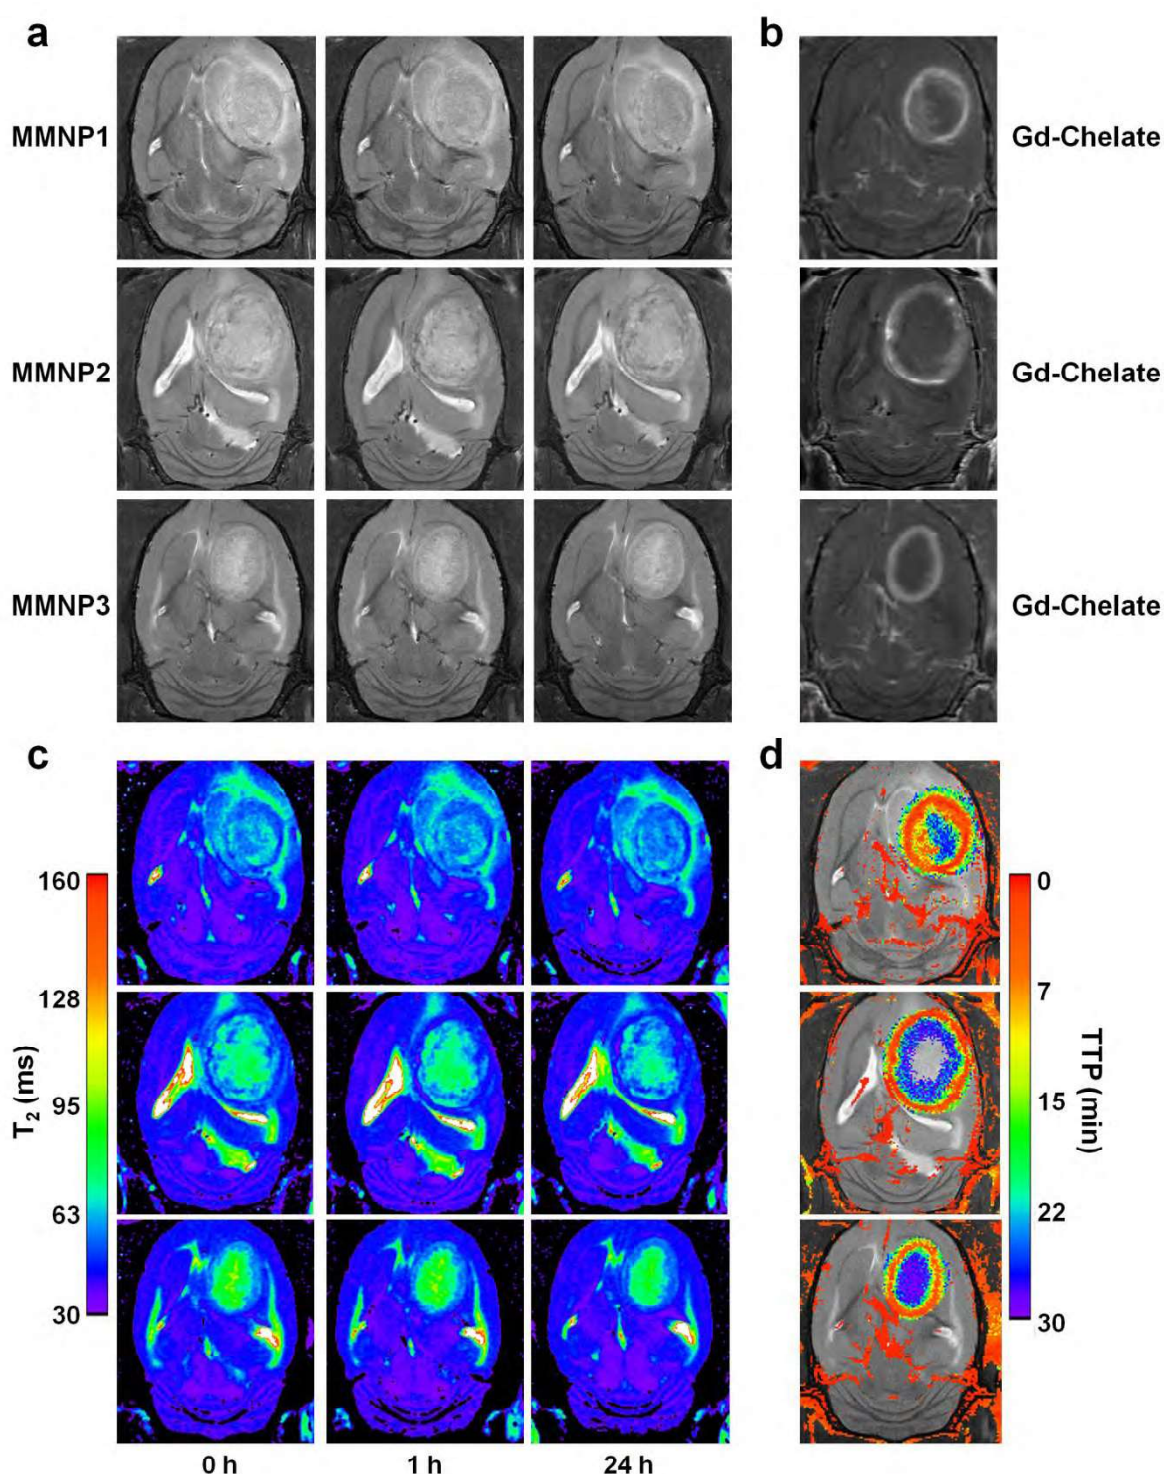 a
b
MMNP1
Gd-Chelate
MMNP2
Gd-Chelate
MMNP3
Gd-Chelate
c
d
160
128
95
63
30
T2 (ms)
0
7
15
22
30
TTP (min)
0 h
1 h
24 h